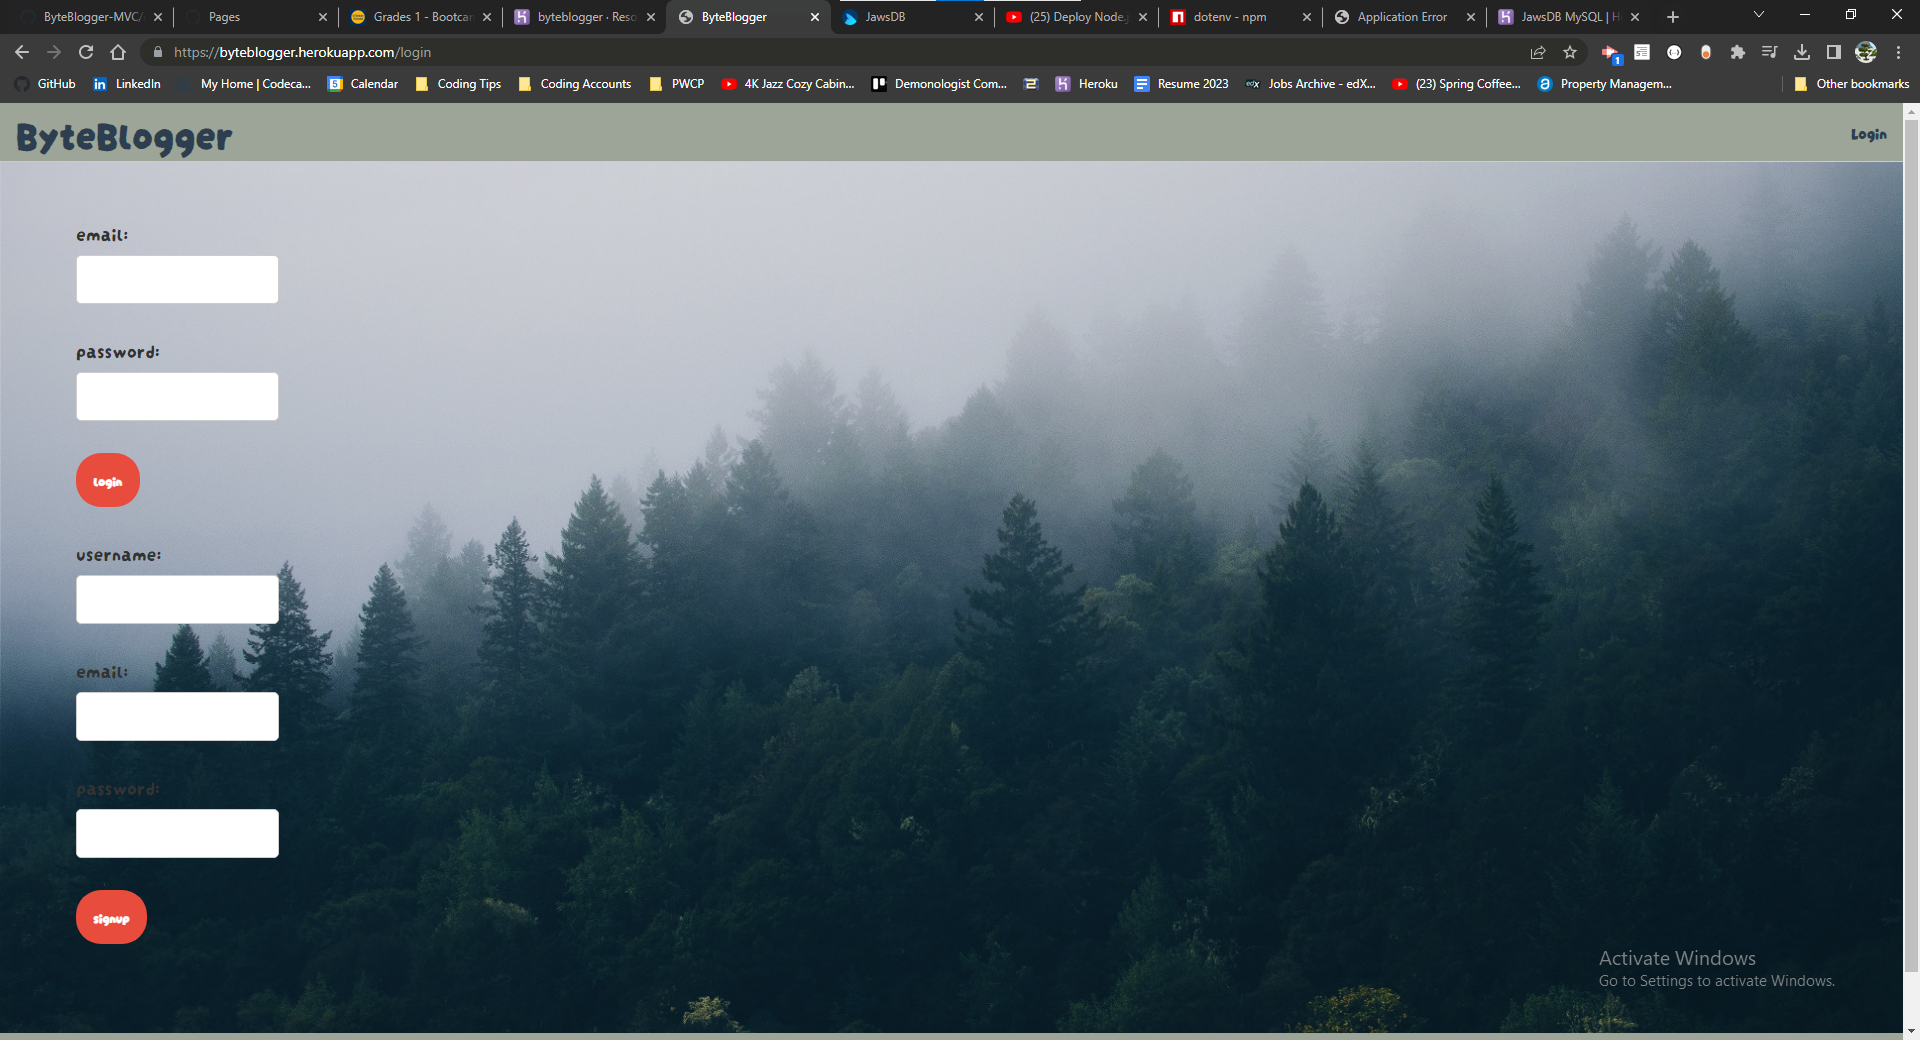 ByteBlogger-MVC/
Pages
Grades 1 - Bootcar
byteblogger · Reso
ByteBlogger
JawsDB
(25) Deploy Node.j
dotenv - npm
Application Error
JawsDB MySQL | H
https://byteblogger.herokuapp.com/login
1
GitHub
LinkedIn
My Home | Codeca...
Calendar
Coding Tips
Coding Accounts
PWCP
4K Jazz Cozy Cabin...
Demonologist Com...
Heroku
Resume 2023
Jobs Archive - edX...
(23) Spring Coffee...
Property Managem...
Other bookmarks
ByteBlogger
Login
email:
password:
login
username:
email:
password:
signup
Activate Windows
Go to Settings to activate Windows.